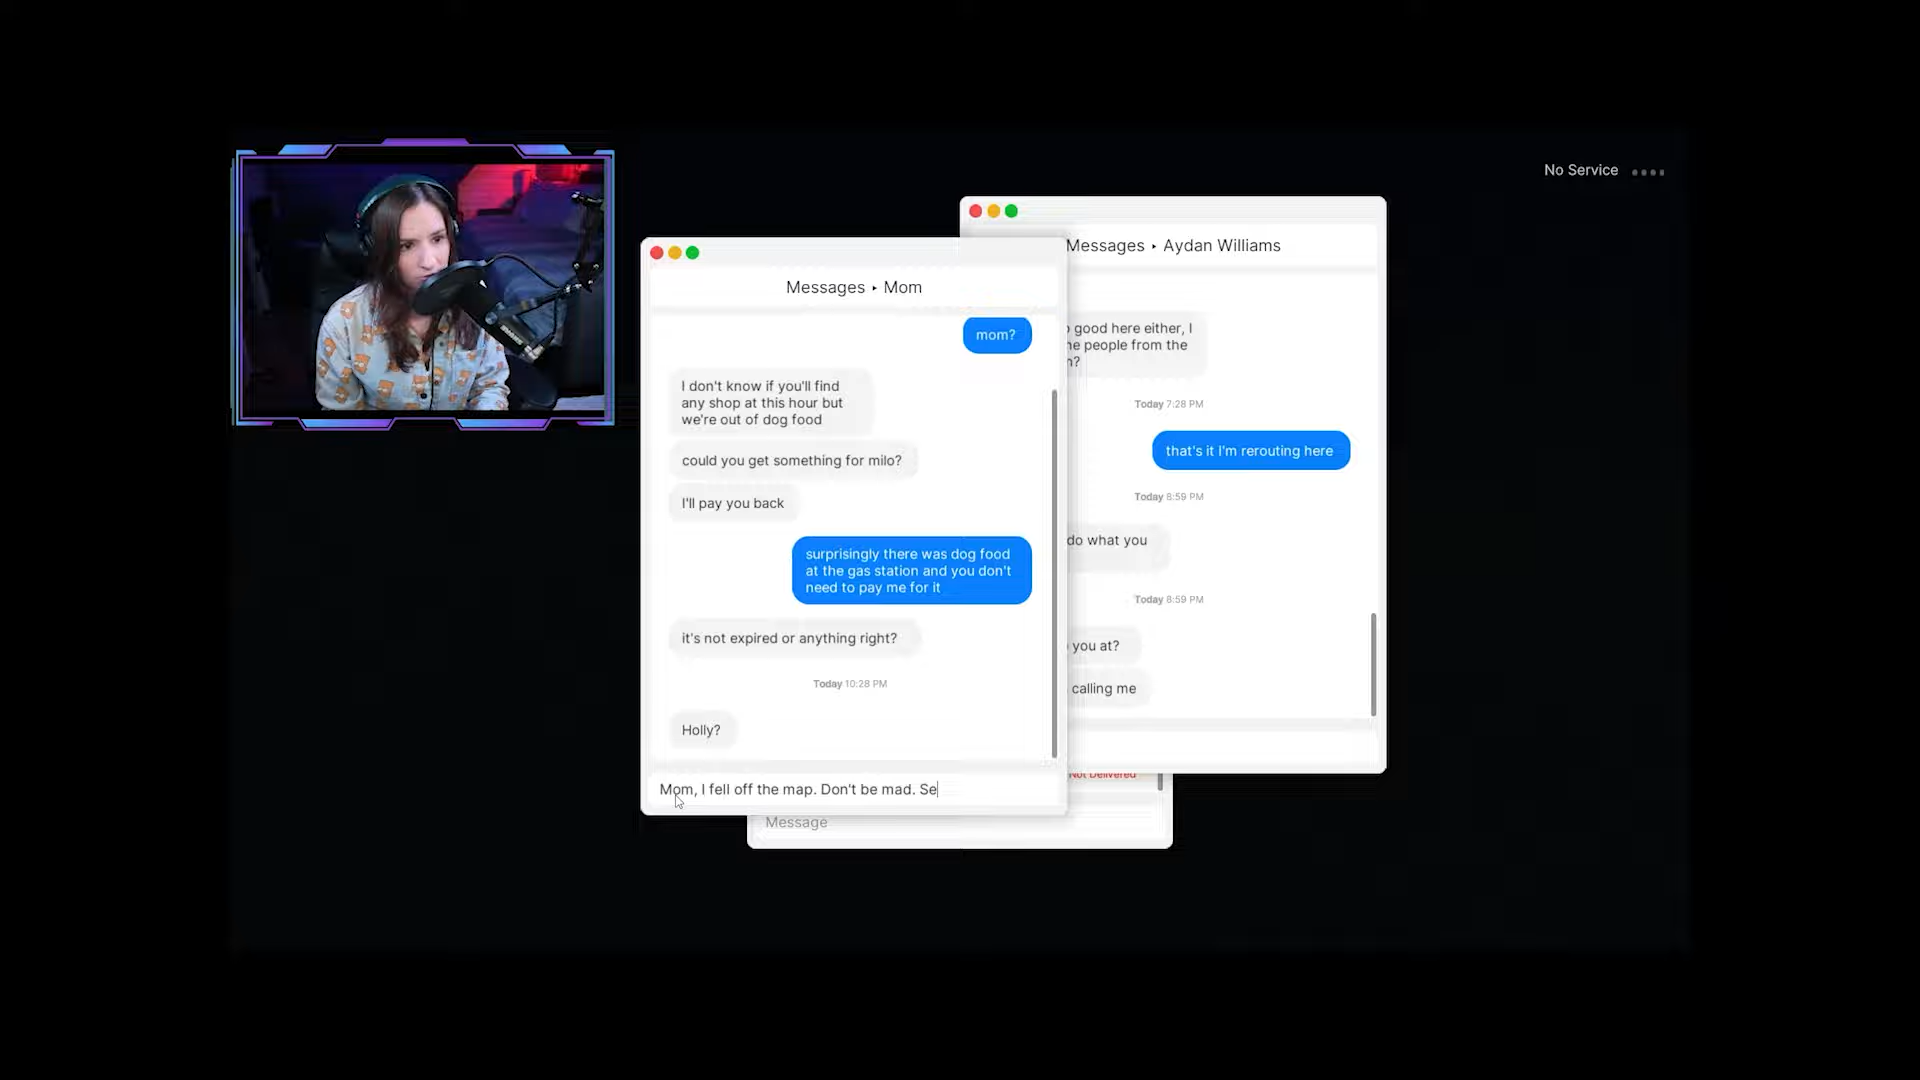 No Service
Messages ▸ Aydan Williams
good here either, I
people from the
Today 7:28 PM
that's it I'm rerouting here
Today 8:59 PM
do what you
Today 8:59 PM
you at?
calling me
Messages ▸ Mom
mom?
I don't know if you'll find
any shop at this hour but
we're out of dog food
could you get something for milo?
I'll pay you back
surprisingly there was dog food
at the gas station and you don't
need to pay me for it
it's not expired or anything right?
Today 10:28 PM
Holly?
Mom, I fell off the map. Don't be mad. Se
Not Delivered
Message